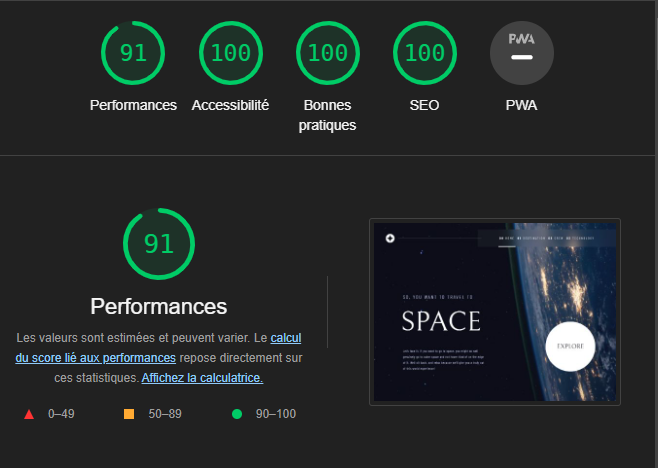 91 100 100 100 PWA
Performances Accessibilité Bonnes pratiques SEO PWA
91
Performances
Les valeurs sont estimées et peuvent varier. Le calcul
du score lié aux performances repose directement sur
ces statistiques. Affichez la calculatrice.
0–49 50–89 90–100
SO, YOU WANT TO TRAVEL TO
SPACE
EXPLORE